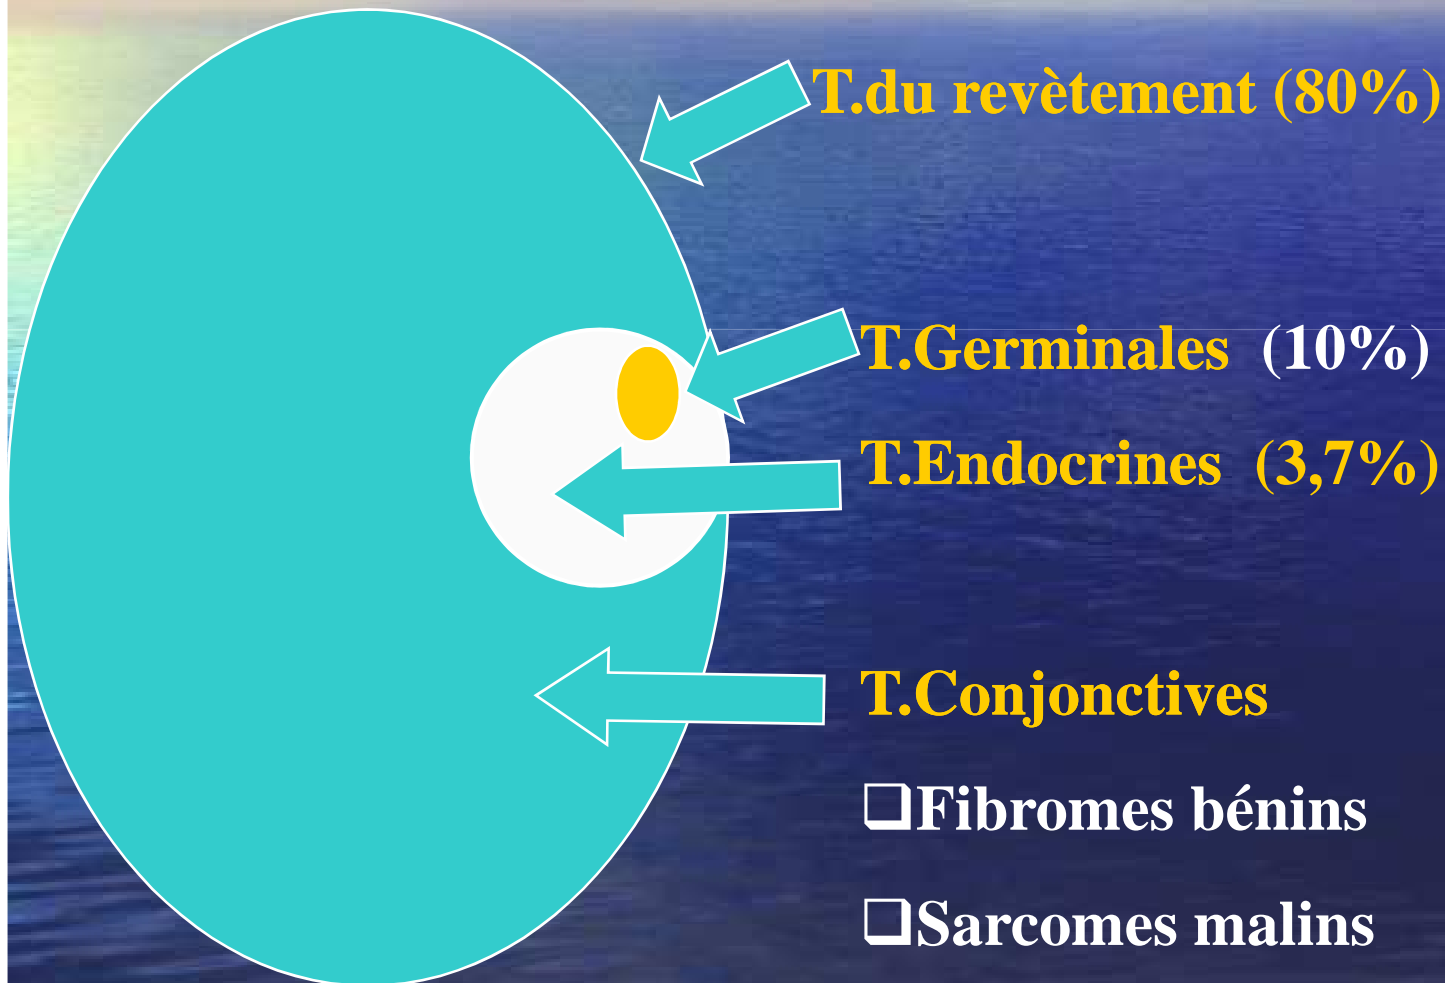 T.du revètement (80%)
T.Germinales (10%)
T.Endocrines (3,7%)
T.Conjonctives
❑Fibromes bénins
❑Sarcomes malins